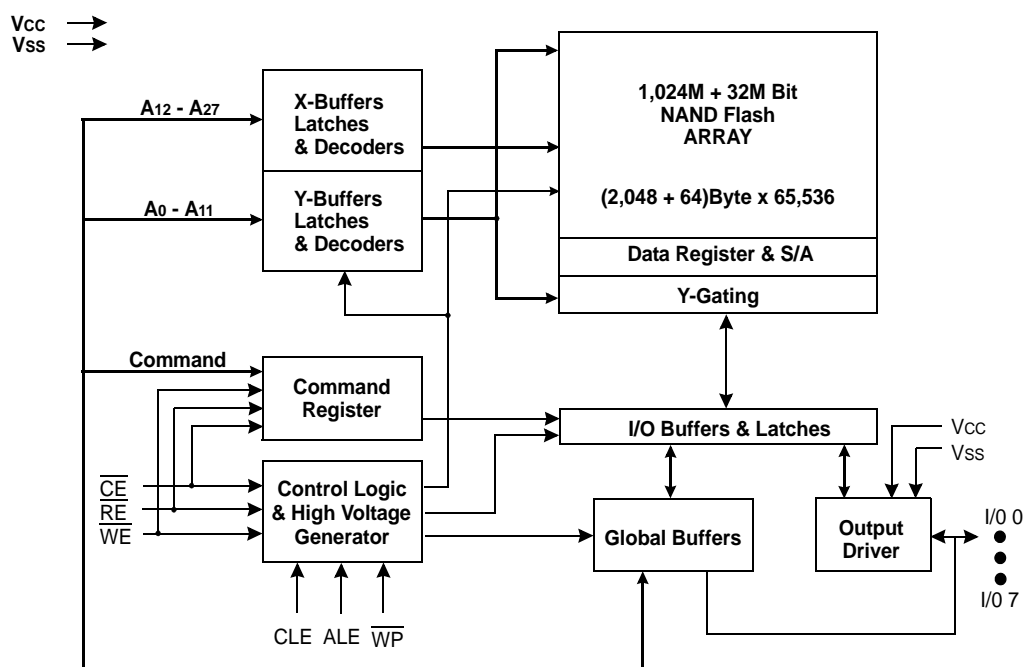 VCC
VSS
A12 - A27
X-Buffers
Latches
& Decoders
A0 - A11
Y-Buffers
Latches
& Decoders
1,024M + 32M Bit
NAND Flash
ARRAY
(2,048 + 64)Byte x 65,536
Data Register & S/A
Y-Gating
Command
Command
Register
CE
RE
WE
Control Logic
& High Voltage
Generator
CLE ALE WP
I/O Buffers & Latches
Global Buffers
Output
Driver
VCC
VSS
I/0 0
I/0 7